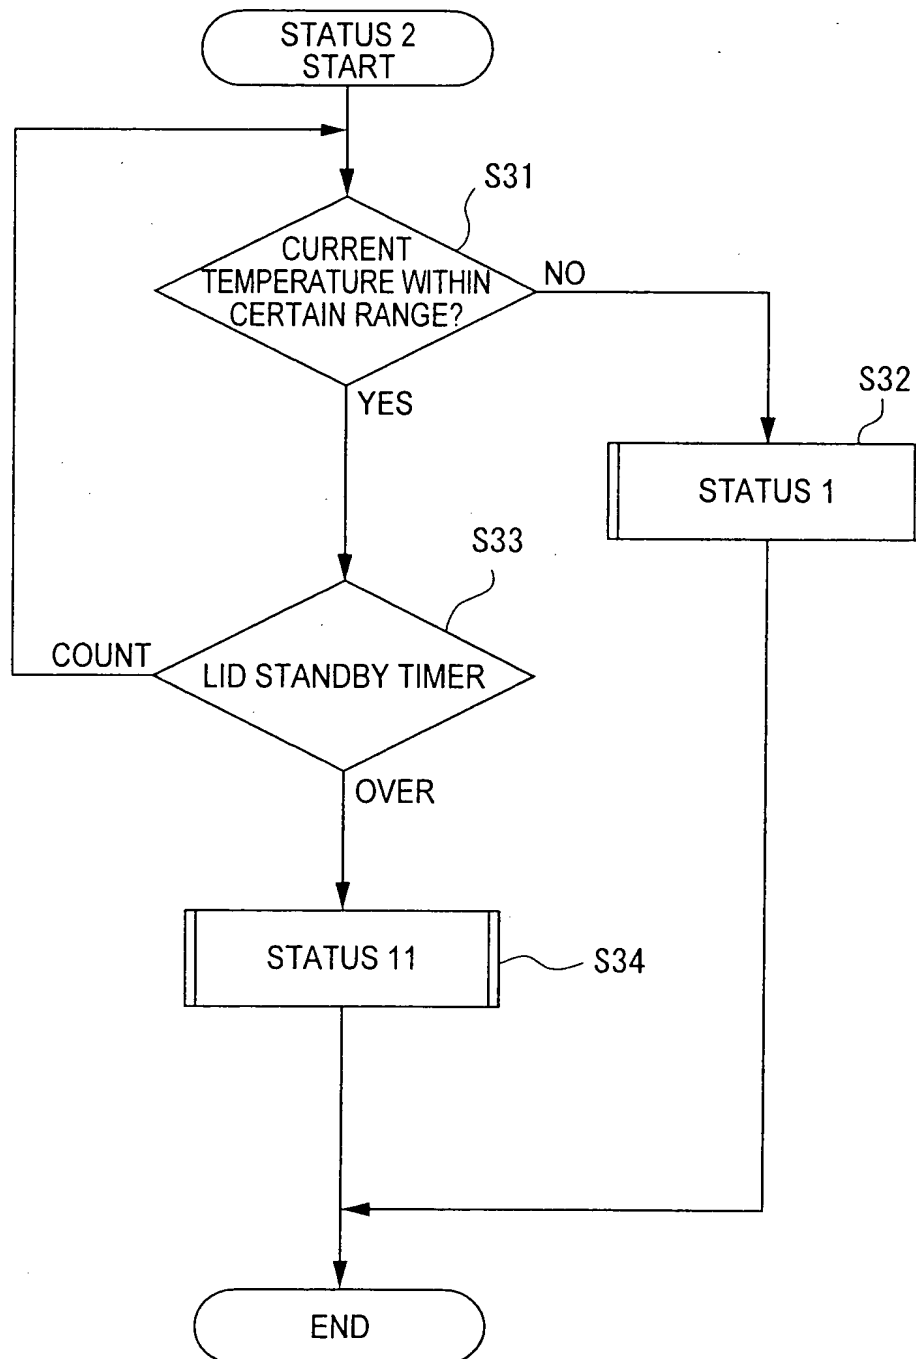 STATUS 2
START
S31
CURRENT
TEMPERATURE WITHIN
CERTAIN RANGE?
NO
YES
S32
STATUS 1
S33
COUNT
LID STANDBY TIMER
OVER
STATUS 11
S34
END